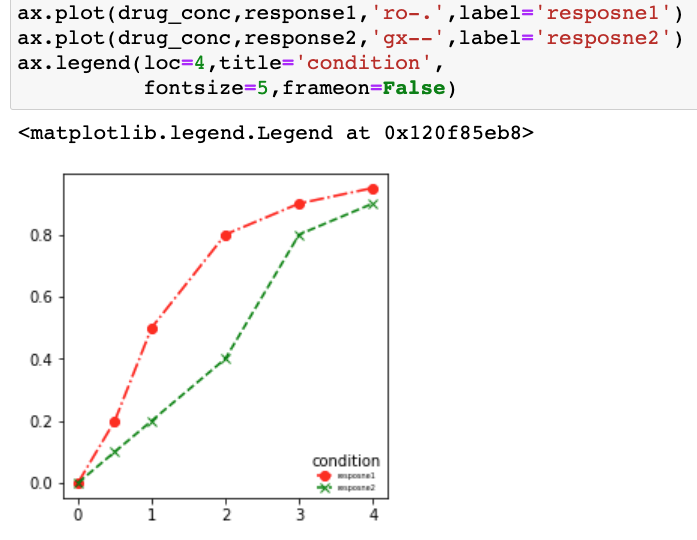 ax.plot(drug_conc,response1,'ro-.',label='resposne1')
ax.plot(drug_conc,response2,'gx--',label='resposne2')
ax.legend(loc=4,title='condition',
fontsize=5,frameon=False)
<matplotlib.legend.Legend at 0x120f85eb8>
0.8
0.6
0.4
0.2
0.0
condition
resposne1
resposne2
0 1 2 3 4